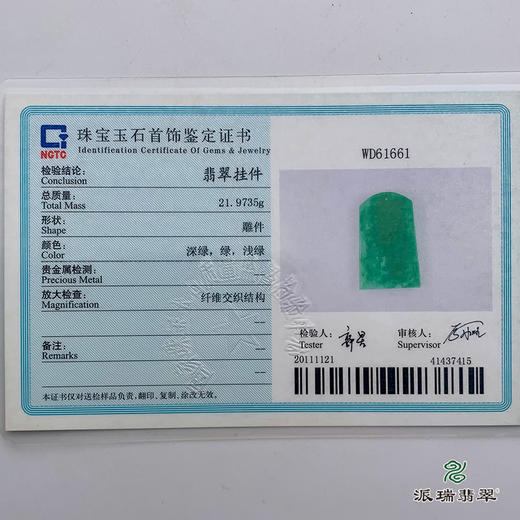 NGTC
珠宝玉石首饰鉴定证书
Identification Certificate Of Gems & Jewelry
检验结论: 翡翠挂件
Conclusion
总质量: 21.9735g
Total Mass
形状: 雕件
Shape
颜色: 深绿，绿，浅绿
Color
贵金属检测: —
Precious Metal
放大检查: 纤维交织结构
Magnification
—
备注: —
Remarks
—
本证书仅对送检样品负责,翻印、复制、涂改无效。
WD61661
检验人: 审核人:
Tester Supervisor
20111121 41437415
派瑞翡翠®